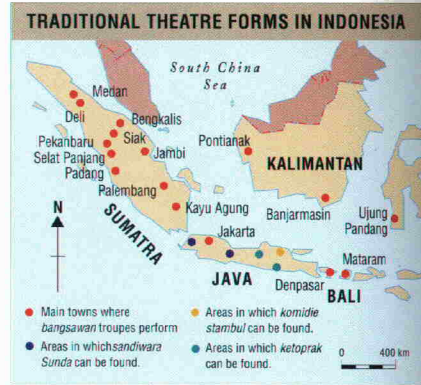 TRADITIONAL THEATRE FORMS IN INDONESIA
South China
Sea
Medan
Deli
Bengkalis
Siak
Pekanbaru
Selat Panjang
Jambi
Padang
Palembang
Kayu Agung
Pontianak
KALIMANTAN
Banjarmasin
Ujung
Pandang
N
SUMATRA
Jakarta
JAVA
Mataram
Denpasar
BALI
Main towns where
bangsawan troupes perform
Areas in whichsandiwara
Sunda can be found.
Areas in which komidie
stambul can be found.
Areas in which ketoprak
can be found.
0 400 km